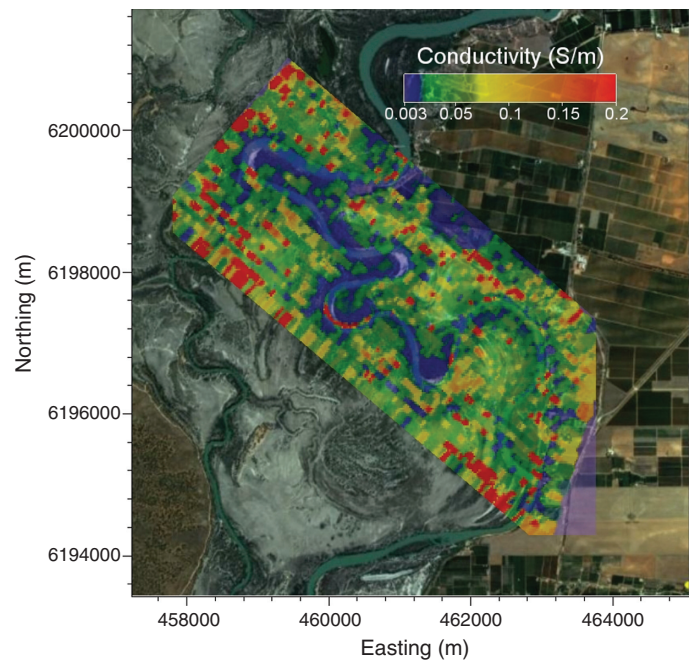 Conductivity (S/m)
0.003 0.05 0.1 0.15 0.2
6200000
6198000
6196000
6194000
Northing (m)
458000 460000 462000 464000
Easting (m)